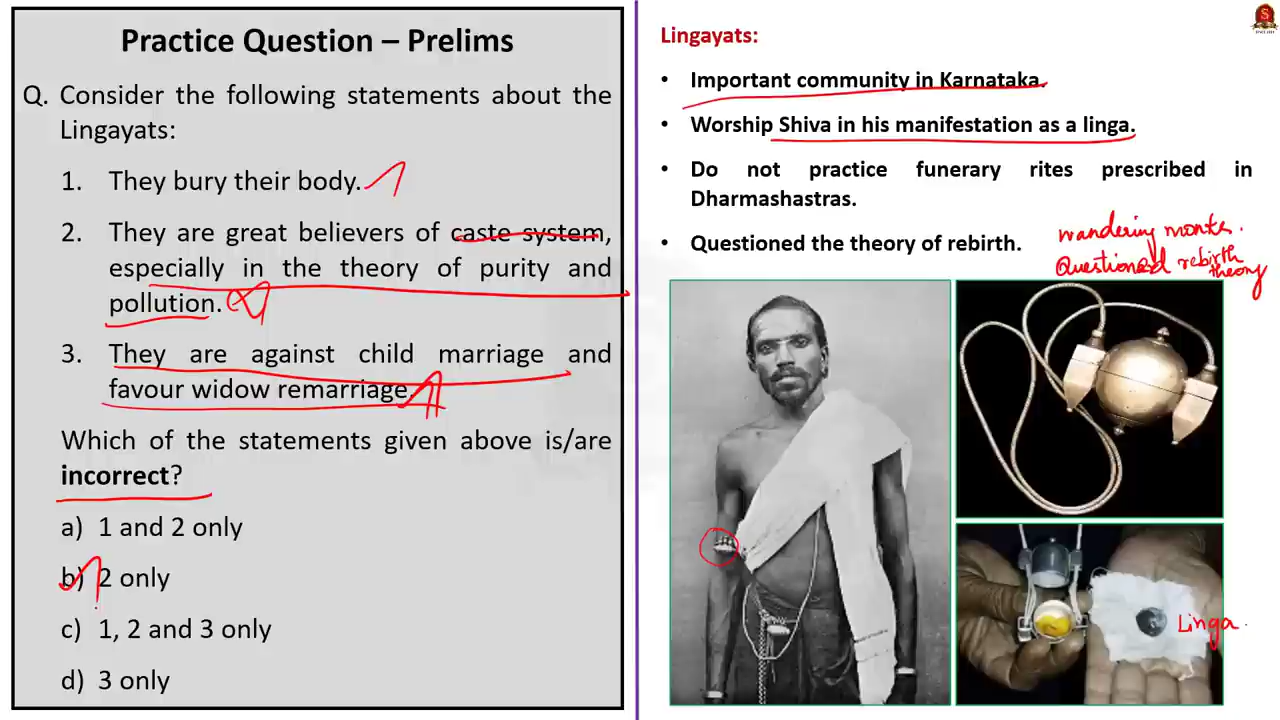 Practice Question – Prelims
Q. Consider the following statements about the
Lingayats:
1. They bury their body.
2. They are great believers of caste system,
especially in the theory of purity and
pollution.
3. They are against child marriage and
favour widow remarriage.
Which of the statements given above is/are
incorrect?
a) 1 and 2 only
b) 2 only
c) 1, 2 and 3 only
d) 3 only
Lingayats:
• Important community in Karnataka.
• Worship Shiva in his manifestation as a linga.
• Do not practice funerary rites prescribed in
Dharmashastras.
• Questioned the theory of rebirth.
wandering monks.
Questioned rebirth
theory
Linga.